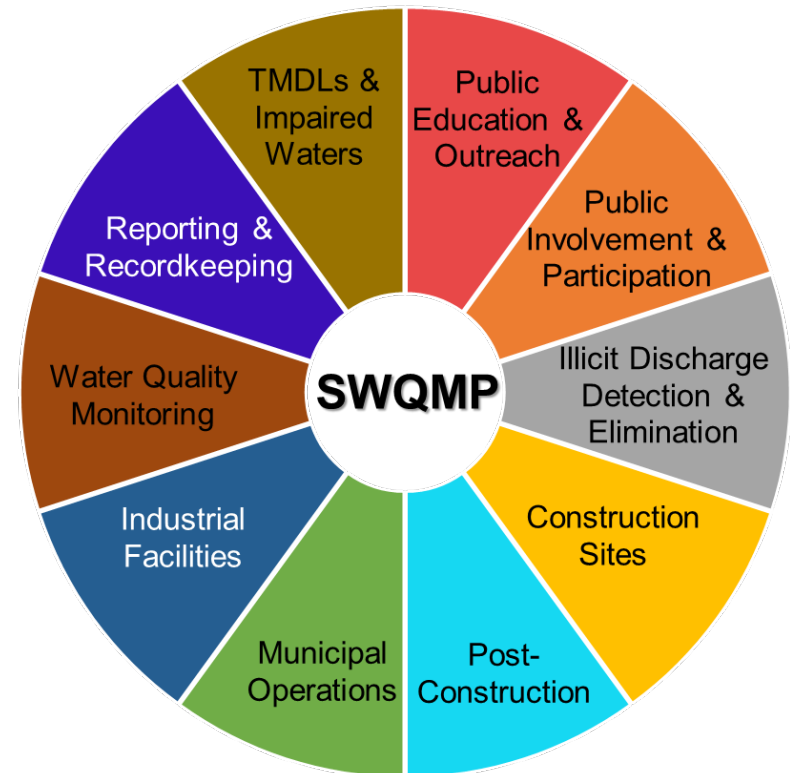 TMDLs &
Impaired
Waters
Public
Education &
Outreach
Public
Involvement &
Participation
Illicit Discharge
Detection &
Elimination
Construction
Sites
Post-
Construction
Municipal
Operations
Industrial
Facilities
Water Quality
Monitoring
Reporting &
Recordkeeping
SWQMP